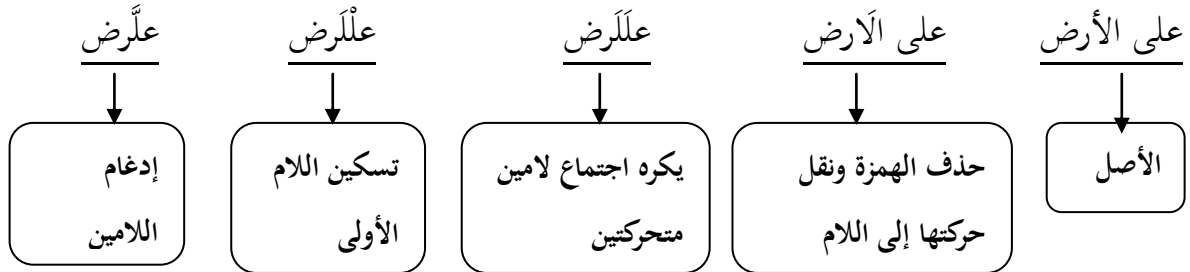 على الأرض
على الَارض
علَلَرض
علْلَرض
علَّرض
الأصل
حذف الهمزة ونقل
حركتها إلى اللام
يكره اجتماع لامين
متحركتين
تسكين اللام
الأولى
إدغام
اللامين